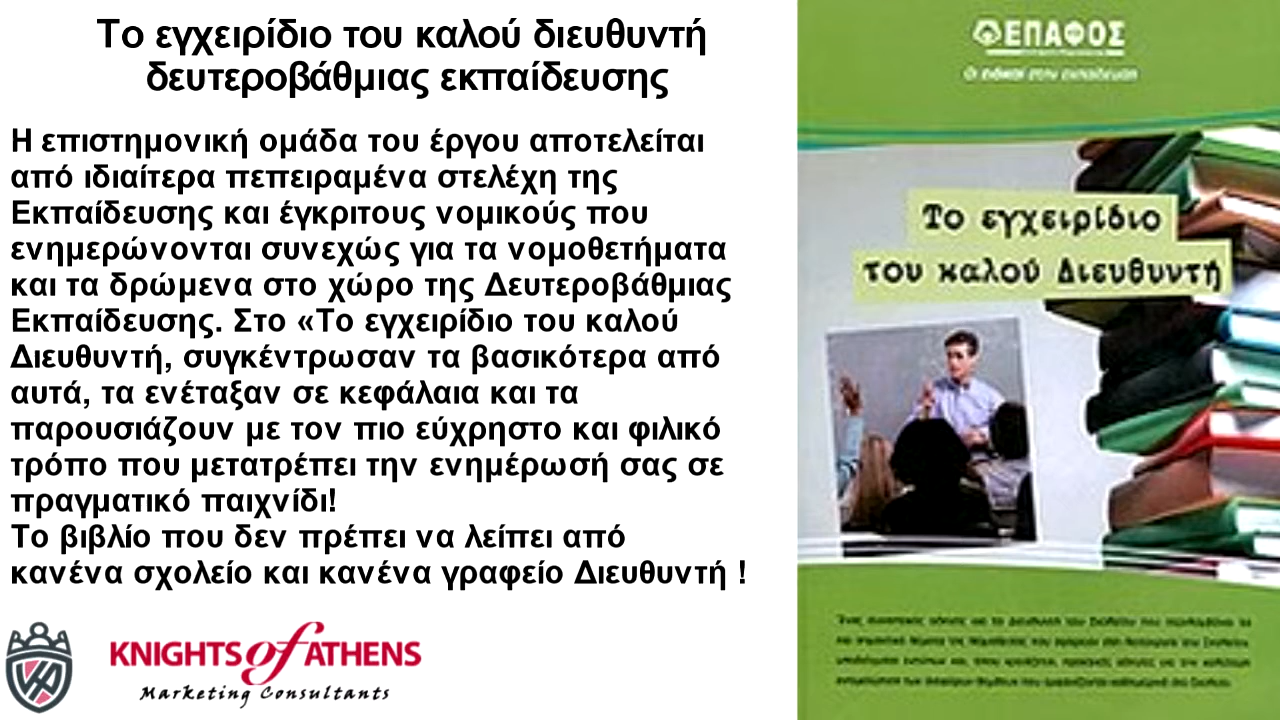 Το εγχειρίδιο του καλού διευθυντή
δευτεροβάθμιας εκπαίδευσης
Η επιστημονική ομάδα του έργου αποτελείται
από ιδιαίτερα πεπειραμένα στελέχη της
Εκπαίδευσης και έγκριτους νομικούς που
ενημερώνονται συνεχώς για τα νομοθετήματα
και τα δρώμενα στο χώρο της Δευτεροβάθμιας
Εκπαίδευσης. Στο «Το εγχειρίδιο του καλού
Διευθυντή, συγκέντρωσαν τα βασικότερα από
αυτά, τα ενέταξαν σε κεφάλαια και τα
παρουσιάζουν με τον πιο εύχρηστο και φιλικό
τρόπο που μετατρέπει την ενημέρωσή σας σε
πραγματικό παιχνίδι!
Το βιβλίο που δεν πρέπει να λείπει από
κανένα σχολείο και κανένα γραφείο Διευθυντή !
KNIGHTS of ATHENS
Marketing Consultants
ΕΠΑΦΟΣ
Οι ειδικοί στην εκπαίδευση
Το εγχειρίδιο
του καλού Διευθυντή